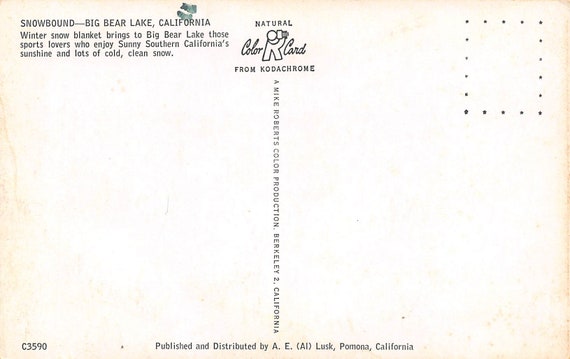 SNOWBOUND—BIG BEAR LAKE, CALIFORNIA
Winter snow blanket brings to Big Bear Lake those
sports lovers who enjoy Sunny Southern California's
sunshine and lots of cold, clean snow.
NATURAL
Color Card
FROM KODACHROME
A MIKE ROBERTS COLOR PRODUCTION, BERKELEY 2, CALIFORNIA
C3590
Published and Distributed by A. E. (Al) Lusk, Pomona, California